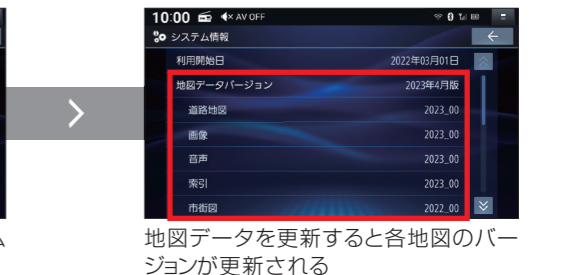 10:00 AV OFF
システム情報
利用開始日 2022年03月01日
地図データバージョン 2023年4月版
道路地図 2023_00
画像 2023_00
音声 2023_00
索引 2023_00
市街図 2022_00
ム
地図データを更新すると各地図のバー
ジョンが更新される